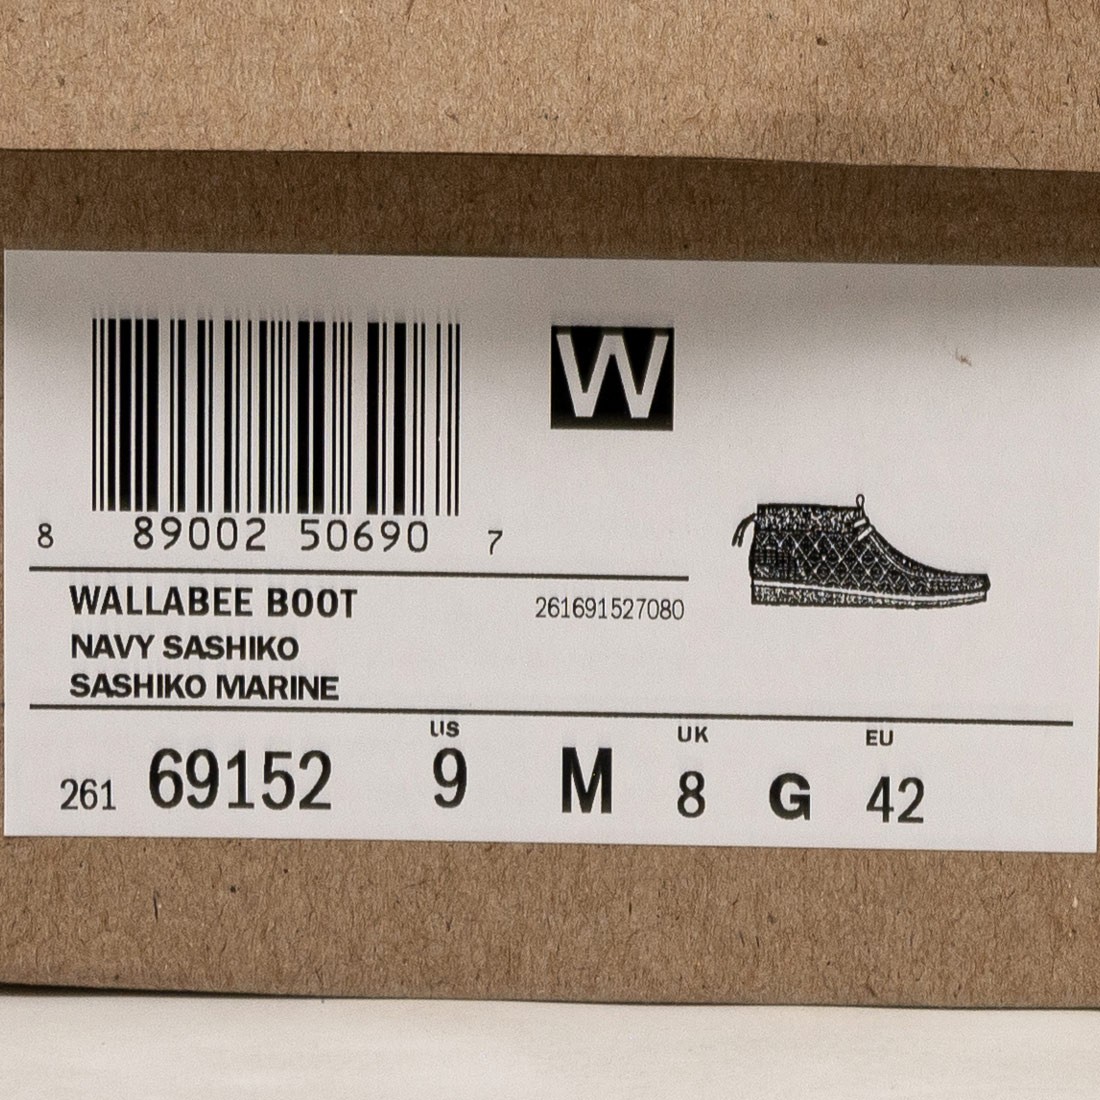 W
8 89002 50690 7
WALLABEE BOOT 261691527080
NAVY SASHIKO
SASHIKO MARINE
US UK EU
261 69152 9 M 8 G 42